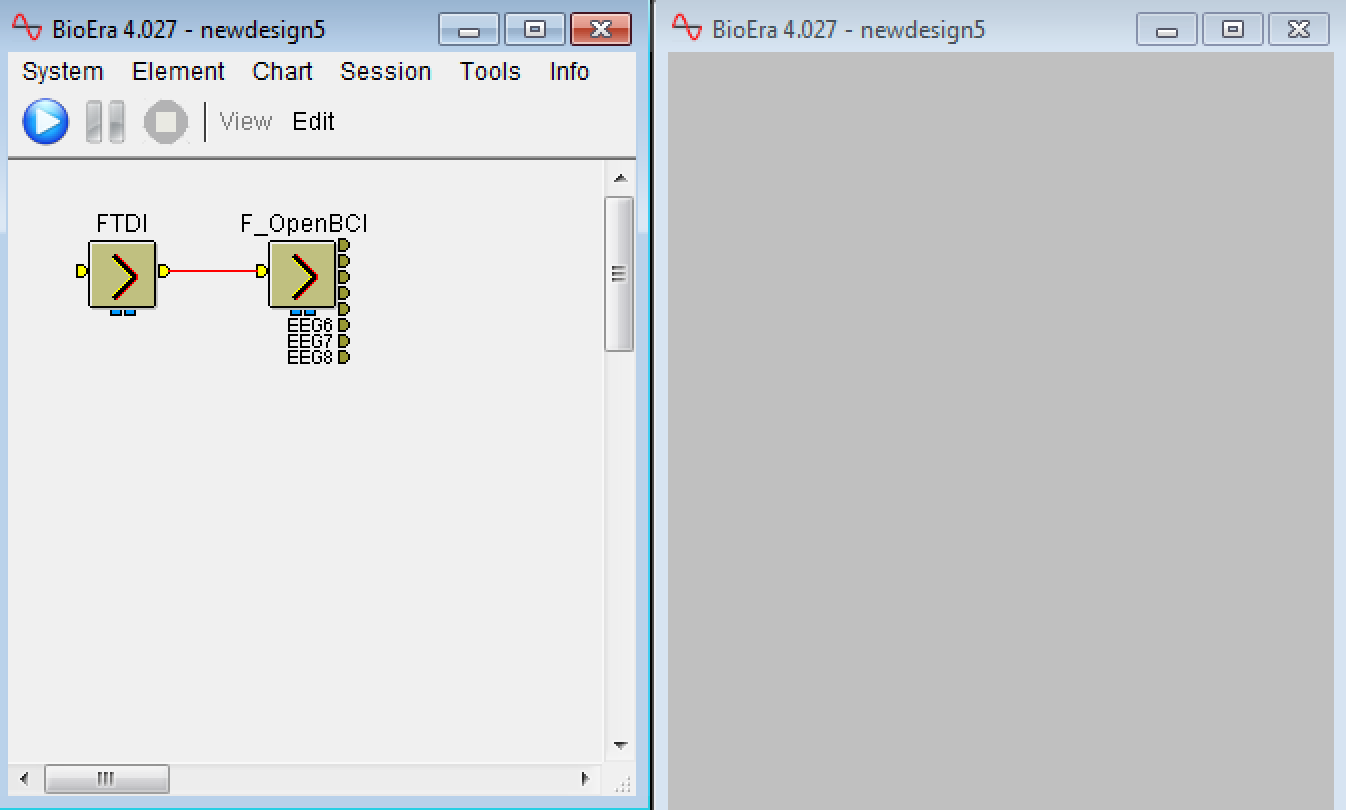 BioEra 4.027 - newdesign5
System Element Chart Session Tools Info
View Edit
FTDI F_OpenBCI
EEG6
EEG7
EEG8
BioEra 4.027 - newdesign5